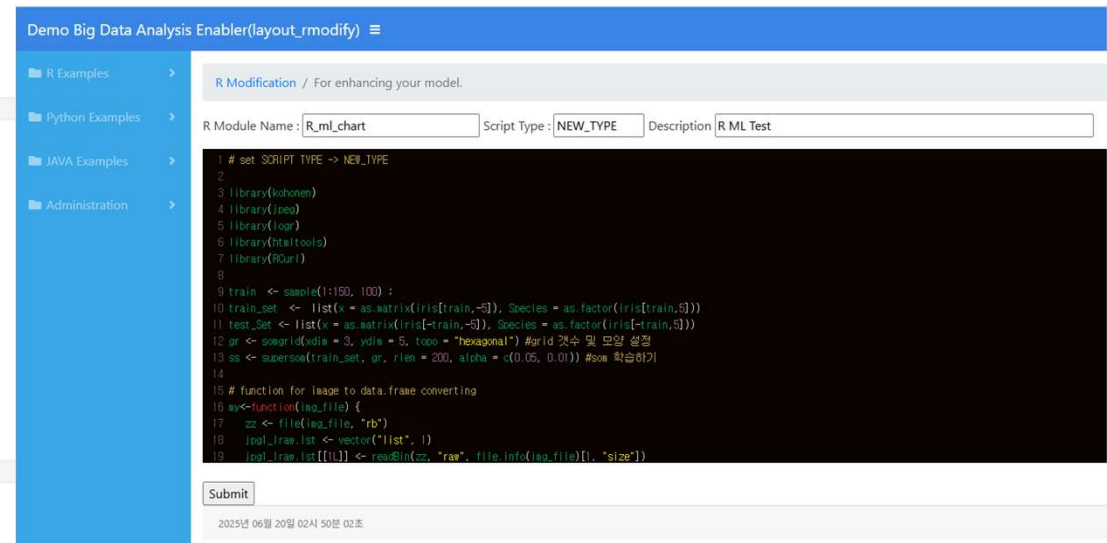 Demo Big Data Analysis Enabler(layout_rmodify) ≡
R Examples
Python Examples
JAVA Examples
Administration
R Modification / For enhancing your model.
R Module Name : R_ml_chart Script Type : NEW_TYPE Description R ML Test
1 # set SCRIPT TYPE -> NEW_TYPE
2
3 library(kohonen)
4 library(jpeg)
5 library(logr)
6 library(htmltools)
7 library(RCurl)
8
9 train <- sample(1:150, 100) ;
10 train_set <- list(x = as.matrix(iris[train,-5]), Species = as.factor(iris[train,5]))
11 test_Set <- list(x = as.matrix(iris[-train,-5]), Species = as.factor(iris[-train,5]))
12 gr <- somgrid(xdim = 3, ydim = 5, topo = "hexagonal") #grid 갯수 및 모양 설정
13 ss <- supersom(train_set, gr, rlen = 200, alpha = c(0.05, 0.01)) #som 학습하기
14
15 # function for image to data.frame converting
16 my<-function(img_file) {
17 zz <- file(img_file, "rb")
18 jpg1_lraw.lst <- vector("list", 1)
19 jpg1_lraw.lst[[1L]] <- readBin(zz, "raw", file.info(img_file)[1, "size"])
Submit
2025년 06월 20일 02시 50분 02초